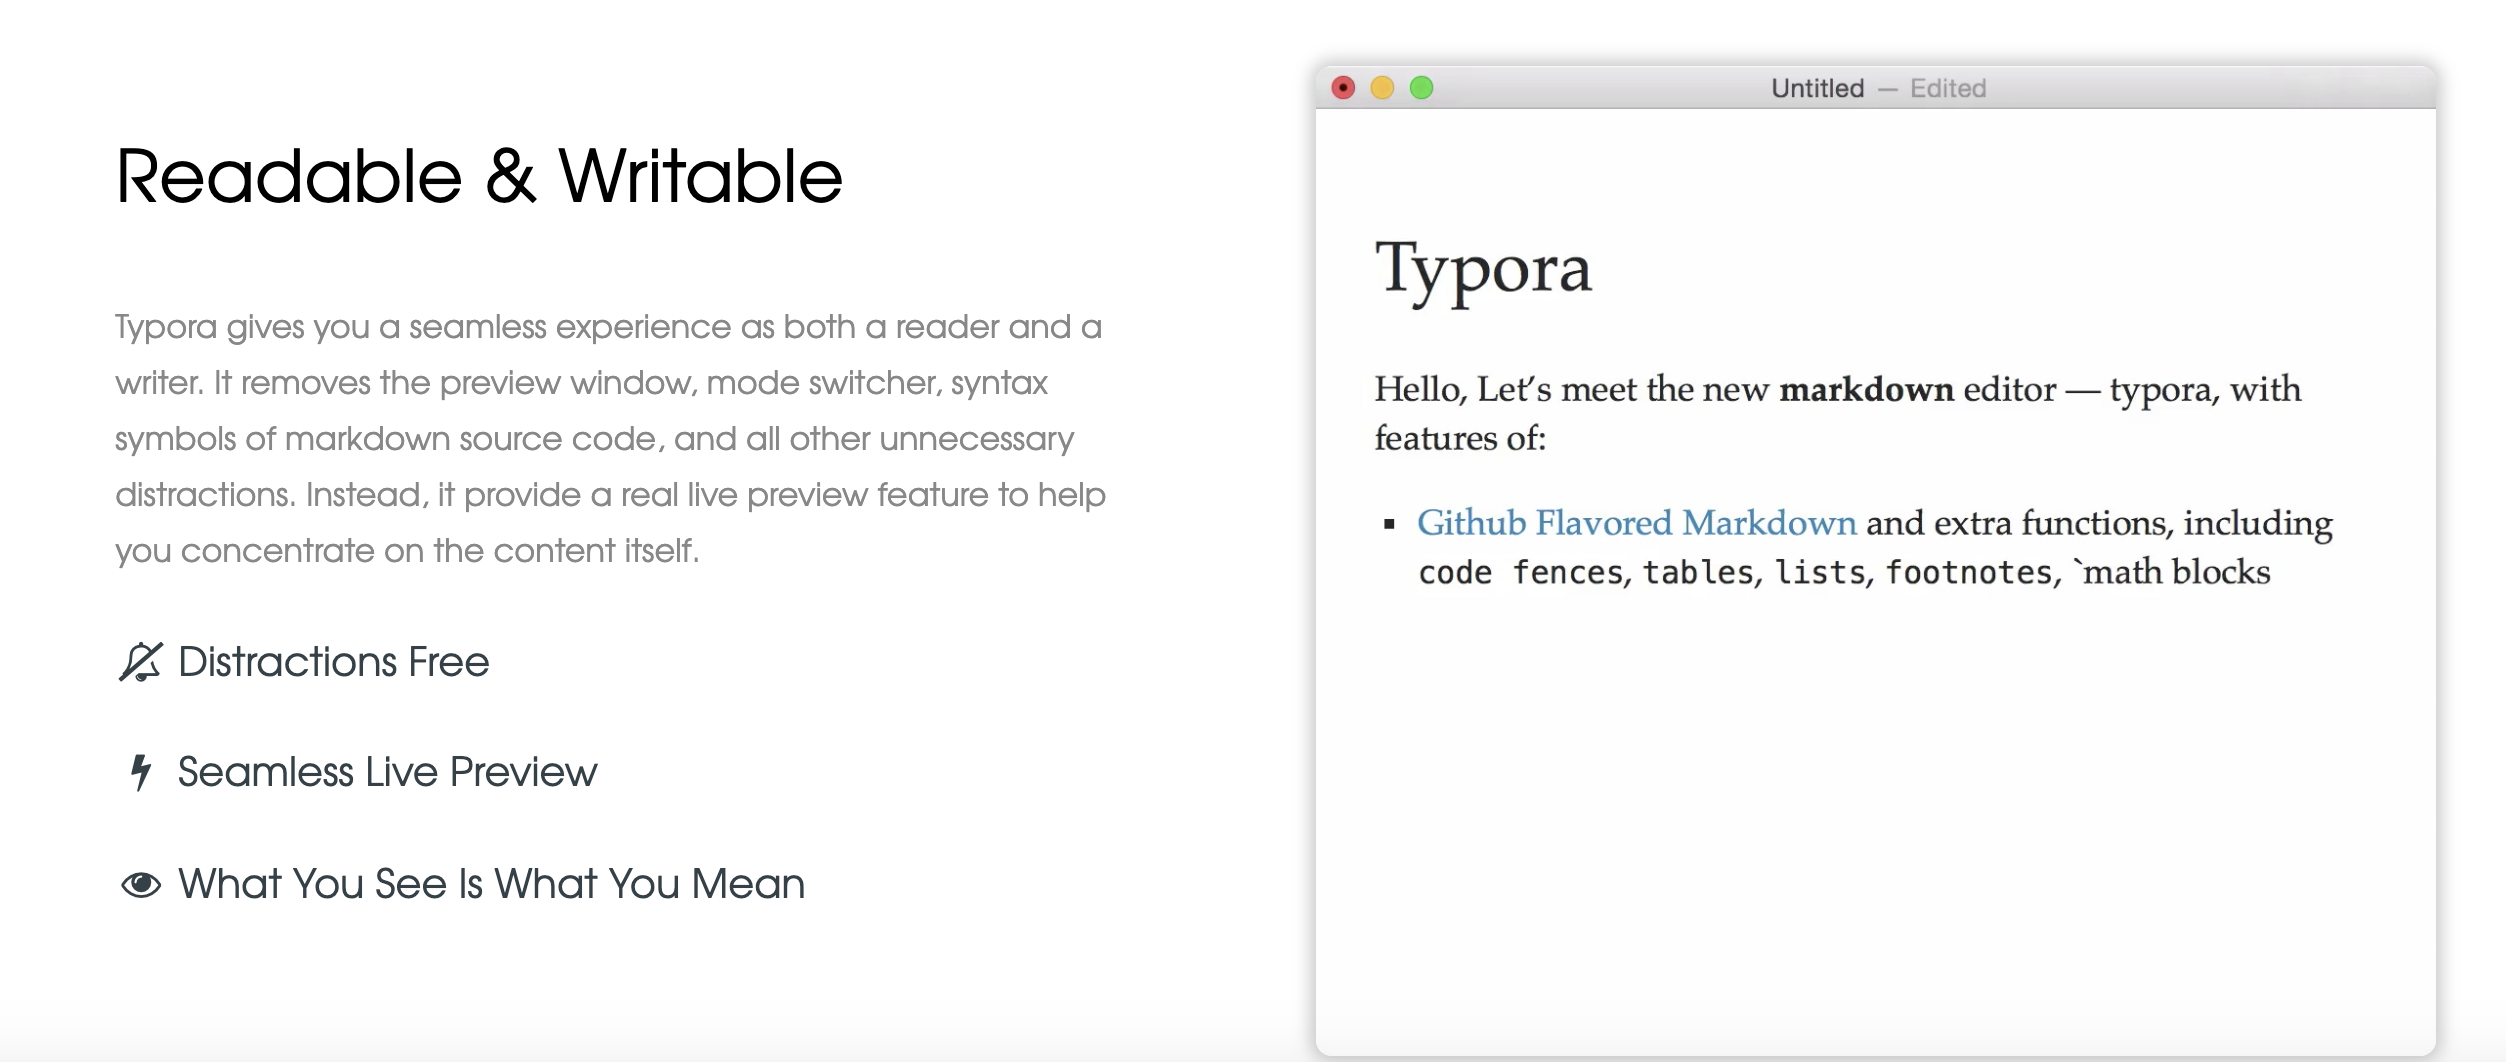 Readable & Writable
Typora gives you a seamless experience as both a reader and a
writer. It removes the preview window, mode switcher, syntax
symbols of markdown source code, and all other unnecessary
distractions. Instead, it provide a real live preview feature to help
you concentrate on the content itself.
Distractions Free
Seamless Live Preview
What You See Is What You Mean
Untitled — Edited
Typora
Hello, Let’s meet the new markdown editor — typora, with
features of:
▪ Github Flavored Markdown and extra functions, including
code fences, tables, lists, footnotes, `math blocks